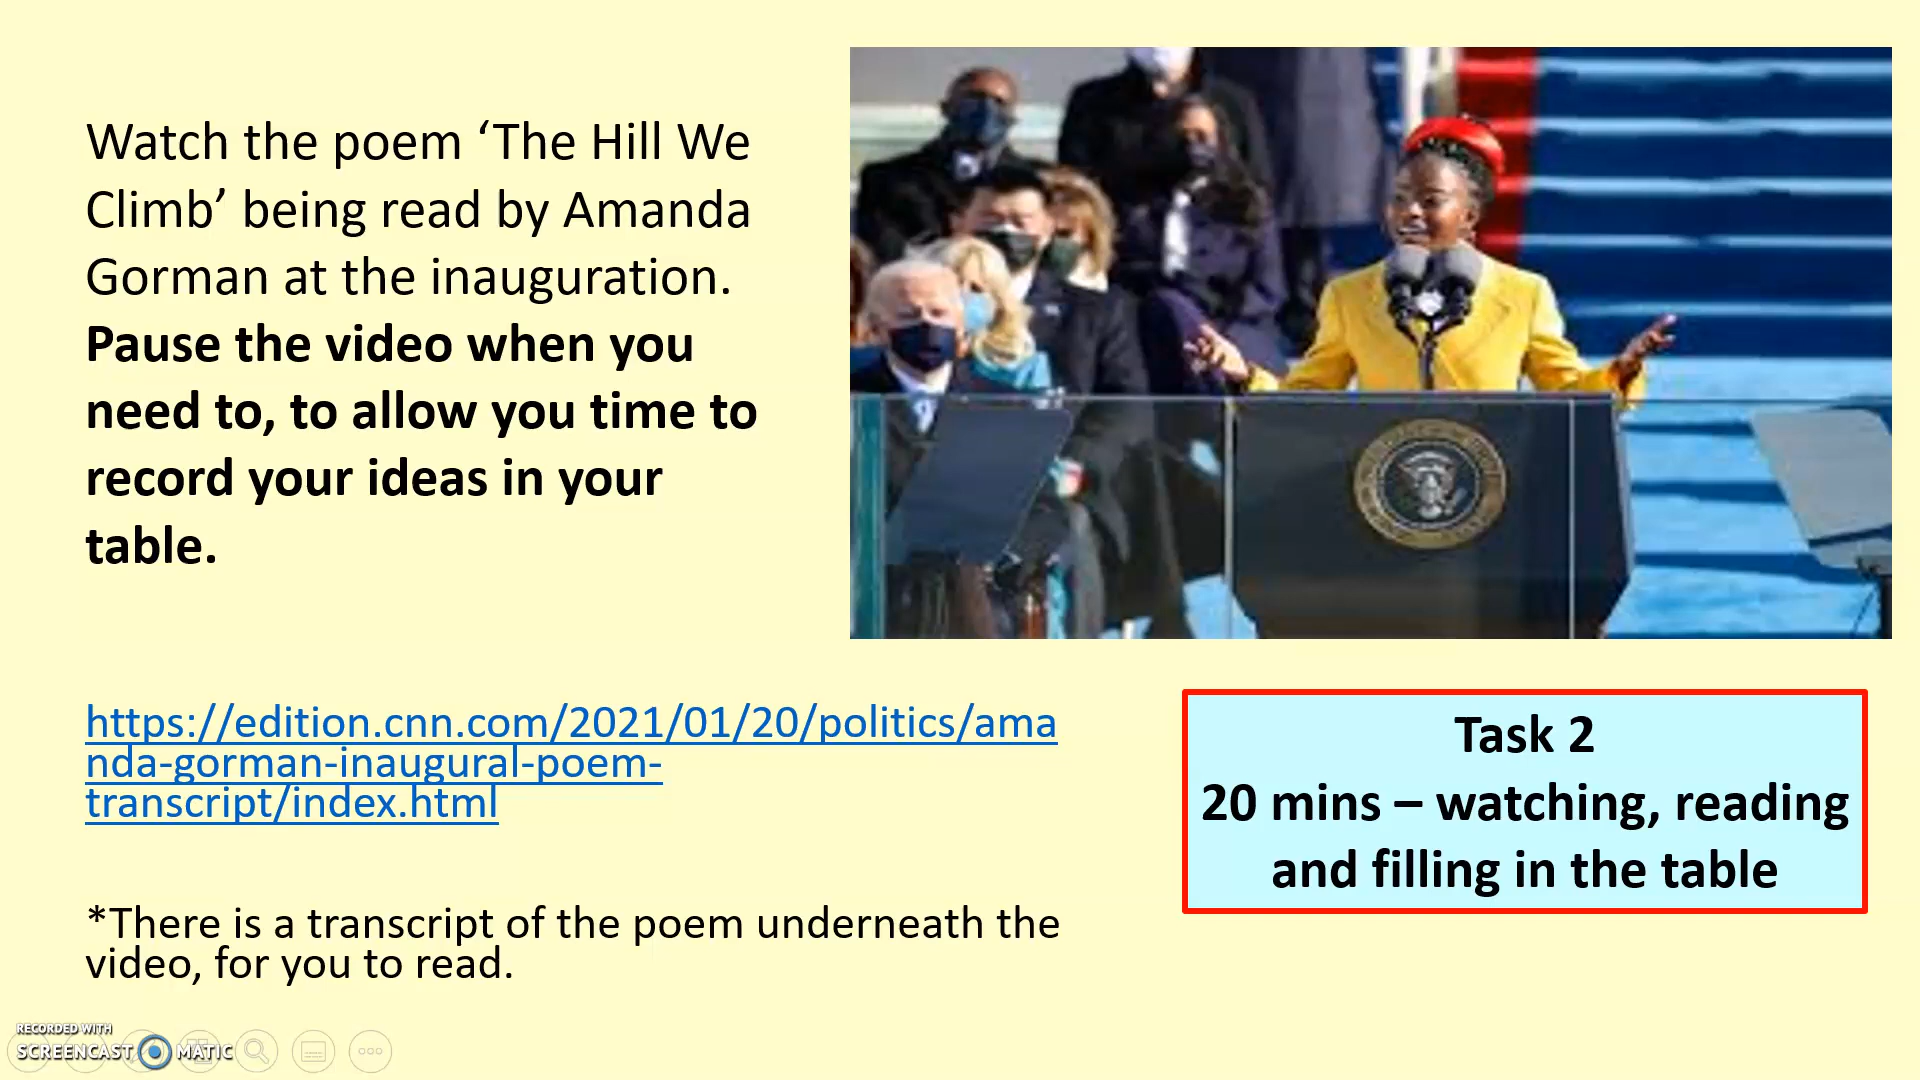 Watch the poem ‘The Hill We
Climb’ being read by Amanda
Gorman at the inauguration.
Pause the video when you
need to, to allow you time to
record your ideas in your
table.
https://edition.cnn.com/2021/01/20/politics/ama
nda-gorman-inaugural-poem-
transcript/index.html
Task 2
20 mins – watching, reading
and filling in the table
*There is a transcript of the poem underneath the
video, for you to read.
RECORDED WITH
SCREENCAST MATIC